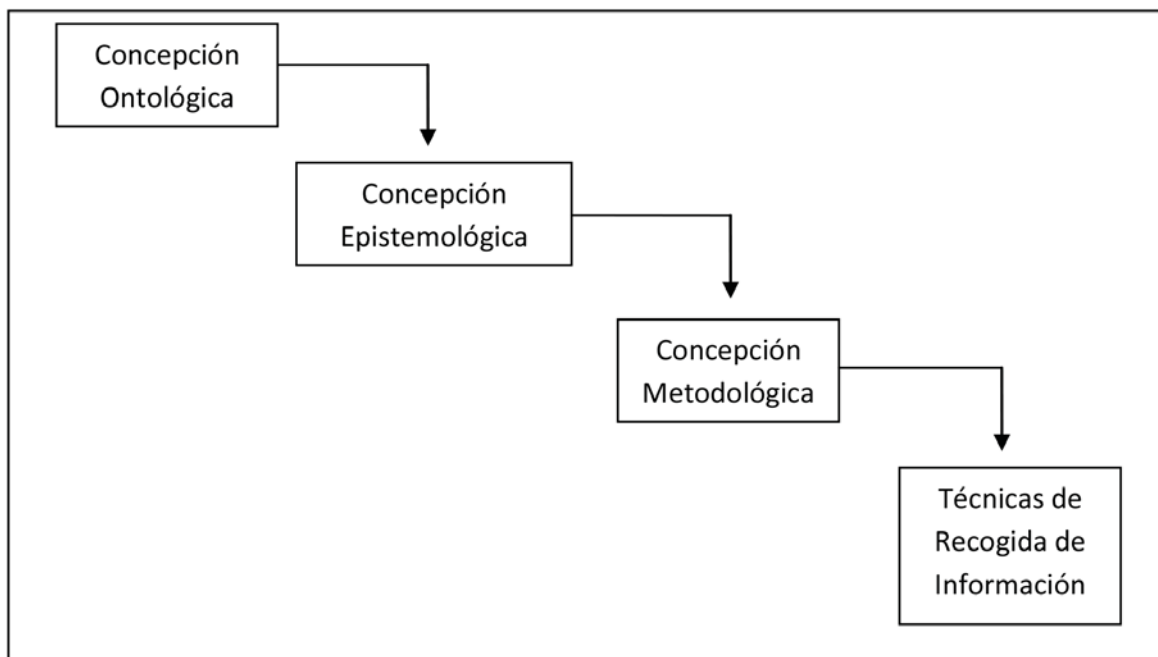 Concepción
Ontológica
Concepción
Epistemológica
Concepción
Metodológica
Técnicas de
Recogida de
Información